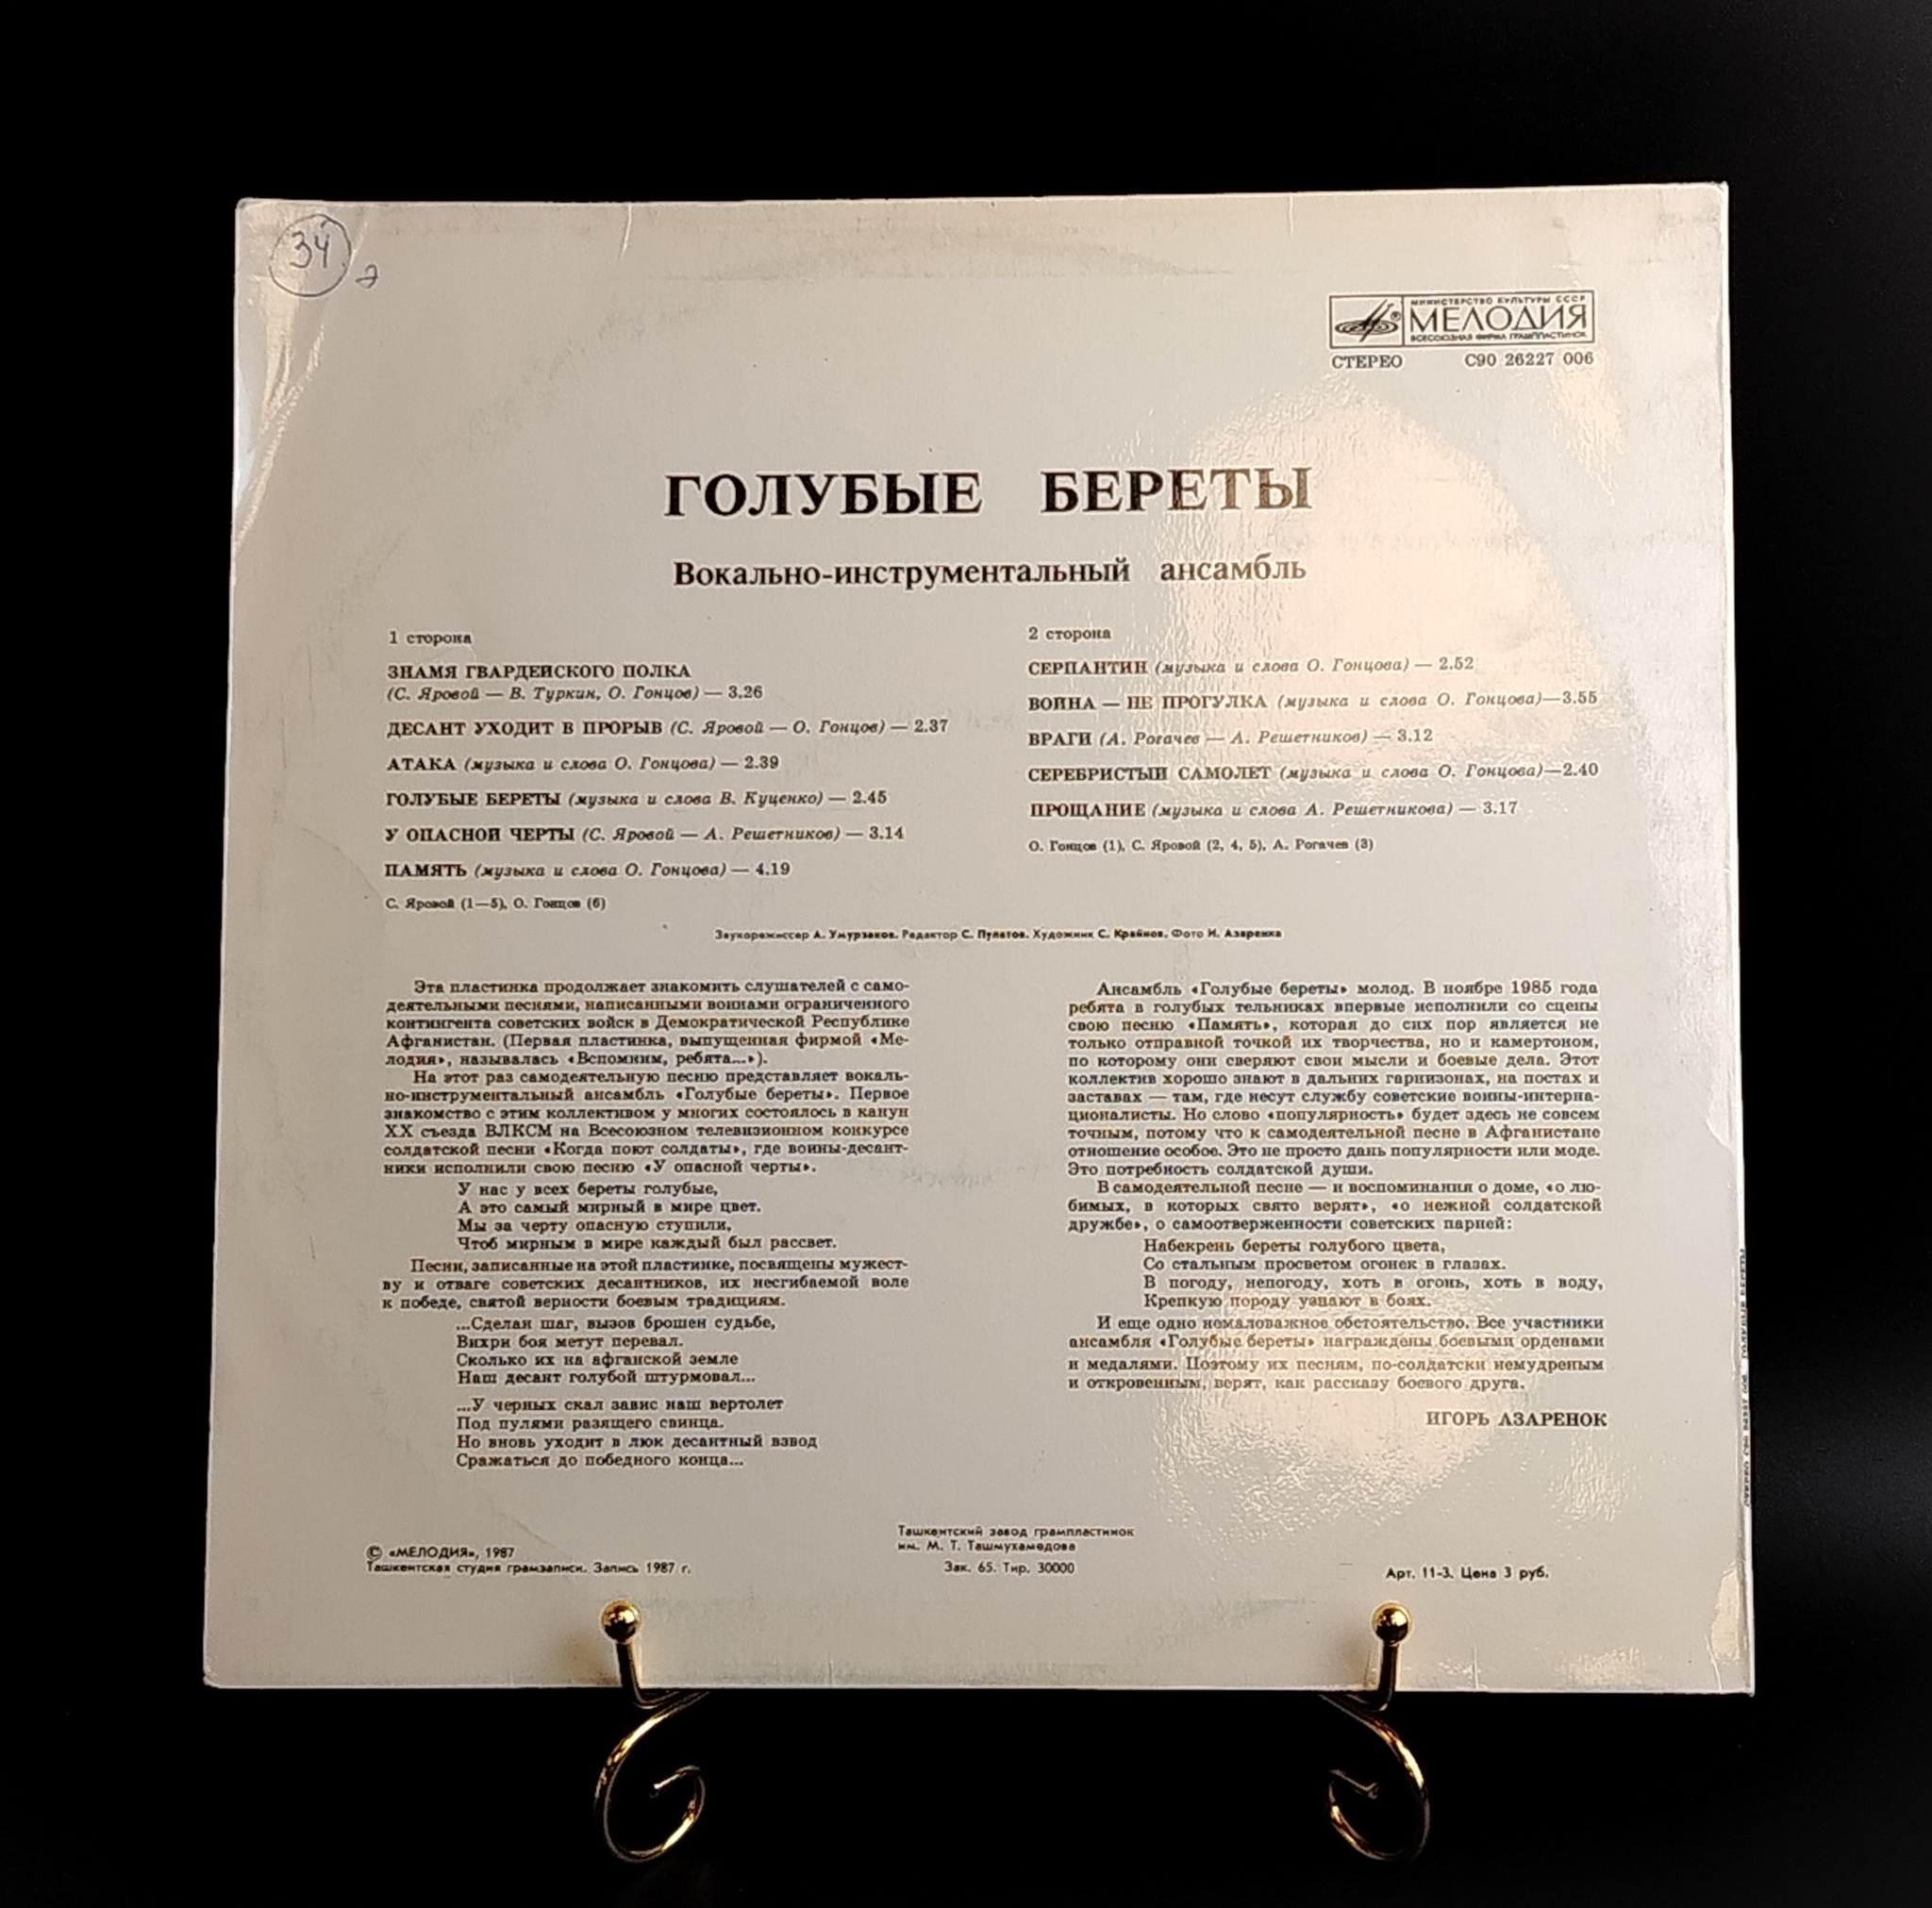 34
МИНИСТЕРСТВО КУЛЬТУРЫ СССР
МЕЛОДИЯ
ВСЕСОЮЗНАЯ ФИРМА ГРАМПЛАСТИНОК
СТЕРЕО С90 26227 006
ГОЛУБЫЕ БЕРЕТЫ
Вокально-инструментальный ансамбль
1 сторона
ЗНАМЯ ГВАРДЕЙСКОГО ПОЛКА
(С. Яровой — В. Туркин, О. Гонцов) — 3.26
ДЕСАНТ УХОДИТ В ПРОРЫВ (С. Яровой — О. Гонцов) — 2.37
АТАКА (музыка и слова О. Гонцова) — 2.39
ГОЛУБЫЕ БЕРЕТЫ (музыка и слова В. Куценко) — 2.45
У ОПАСНОЙ ЧЕРТЫ (С. Яровой — А. Решетников) — 3.14
ПАМЯТЬ (музыка и слова О. Гонцова) — 4.19
С. Яровой (1—5), О. Гонцов (6)
2 сторона
СЕРПАНТИН (музыка и слова О. Гонцова) — 2.52
ВОЙНА — НЕ ПРОГУЛКА (музыка и слова О. Гонцова)—3.55
ВРАГИ (А. Рогачев — А. Решетников) — 3.12
СЕРЕБРИСТЫЙ САМОЛЕТ (музыка и слова О. Гонцова)—2.40
ПРОЩАНИЕ (музыка и слова А. Решетникова) — 3.17
О. Гонцов (1), С. Яровой (2, 4, 5), А. Рогачев (3)
Звукорежиссер А. Умурзаков. Редактор С. Пулатов. Художник С. Крайнов. Фото И. Азаренка
Эта пластинка продолжает знакомить слушателей с само-
деятельными песнями, написанными воинами ограниченного
контингента советских войск в Демократической Республике
Афганистан. (Первая пластинка, выпущенная фирмой «Ме-
лодия», называлась «Вспомним, ребята...»).
На этот раз самодеятельную песню представляет вокаль-
но-инструментальный ансамбль «Голубые береты». Первое
знакомство с этим коллективом у многих состоялось в канун
XX съезда ВЛКСМ на Всесоюзном телевизионном конкурсе
солдатской песни «Когда поют солдаты», где воины-десант-
ники исполнили свою песню «У опасной черты».
У нас у всех береты голубые,
А это самый мирный в мире цвет.
Мы за черту опасную ступили,
Чтоб мирным в мире каждый был рассвет.
Песни, записанные на этой пластинке, посвящены мужест-
ву и отваге советских десантников, их несгибаемой воле
к победе, святой верности боевым традициям.
...Сделан шаг, вызов брошен судьбе,
Вихри боя метут перевал.
Сколько их на афганской земле
Наш десант голубой штурмовал...
...У черных скал завис наш вертолет
Под пулями разящего свинца.
Но вновь уходит в люк десантный взвод
Сражаться до победного конца...
Ансамбль «Голубые береты» молод. В ноябре 1985 года
ребята в голубых тельниках впервые исполнили со сцены
свою песню «Память», которая до сих пор является не
только отправной точкой их творчества, но и камертоном,
по которому они сверяют свои мысли и боевые дела. Этот
коллектив хорошо знают в дальних гарнизонах, на постах и
заставах — там, где несут службу советские воины-интерна-
ционалисты. Но слово «популярность» будет здесь не совсем
точным, потому что к самодеятельной песне в Афганистане
отношение особое. Это не просто дань популярности или моде.
Это потребность солдатской души.
В самодеятельной песне — и воспоминания о доме, «о лю-
бимых, в которых свято верят», «о нежной солдатской
дружбе», о самоотверженности советских парней:
Набекрень береты голубого цвета,
Со стальным просветом огонек в глазах.
В погоду, непогоду, хоть в огонь, хоть в воду,
Крепкую породу узнают в боях.
И еще одно немаловажное обстоятельство. Все участники
ансамбля «Голубые береты» награждены боевыми орденами
и медалями. Поэтому их песням, по-солдатски немудреным
и откровенным, верят, как рассказу боевого друга.
ИГОРЬ АЗАРЕНОК
© «МЕЛОДИЯ», 1987
Ташкентская студия грамзаписи. Запись 1987 г.
Ташкентский завод грампластинок
им. М. Т. Ташмухамедова
Зак. 65. Тир. 30000
Арт. 11-3. Цена 3 руб.